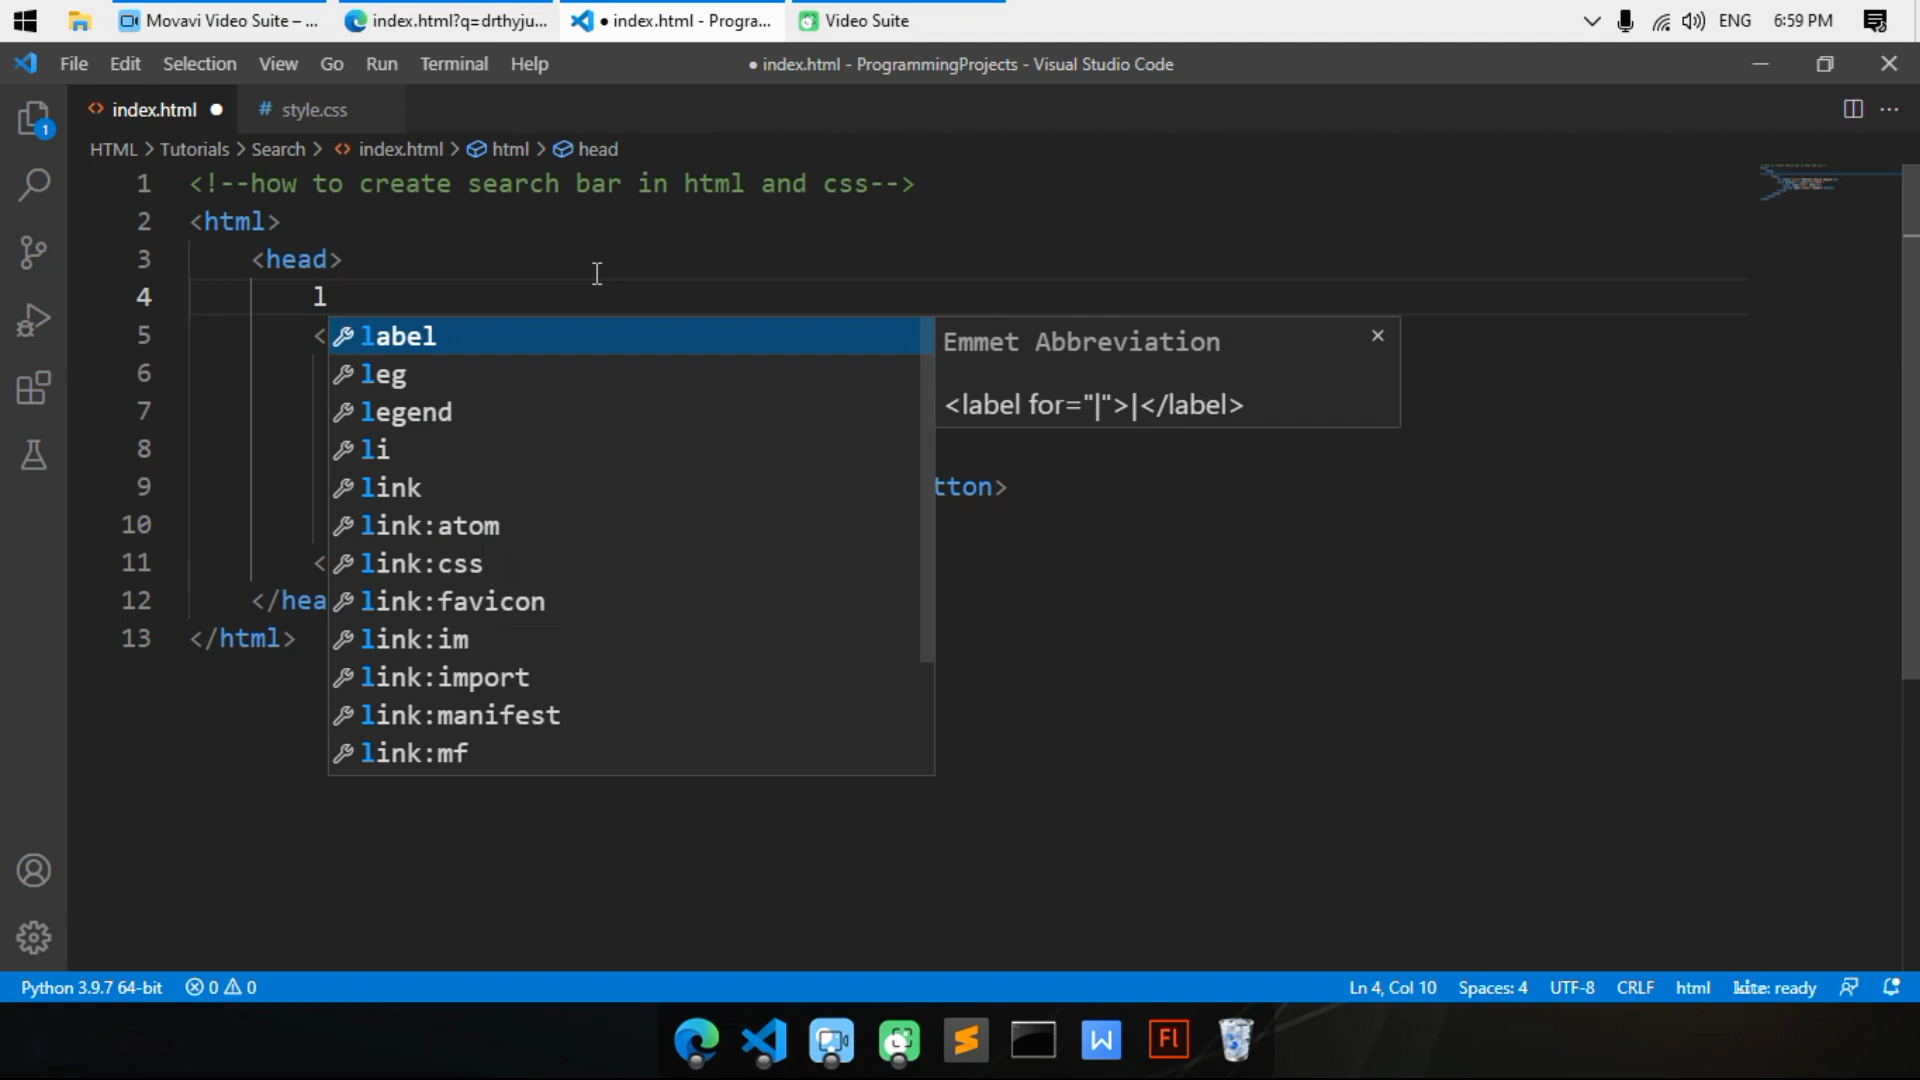 Movavi Video Suite – ...
index.html?q=drthyju...
● index.html - Progra...
Video Suite
ENG
6:59 PM
File Edit Selection View Go Run Terminal Help
● index.html - ProgrammingProjects - Visual Studio Code
<> index.html ●
# style.css
HTML > Tutorials > Search > <> index.html > html > head
1 <!--how to create search bar in html and css-->
2 <html>
3 <head>
4 l
5 <
6
7
8
9 tton>
10
11 <
12 </hea
13 </html>
label
leg
legend
li
link
link:atom
link:css
link:favicon
link:im
link:import
link:manifest
link:mf
Emmet Abbreviation
<label for="|">|</label>
1
Python 3.9.7 64-bit
0 0
Ln 4, Col 10
Spaces: 4
UTF-8
CRLF
html
kite: ready
W
Fl